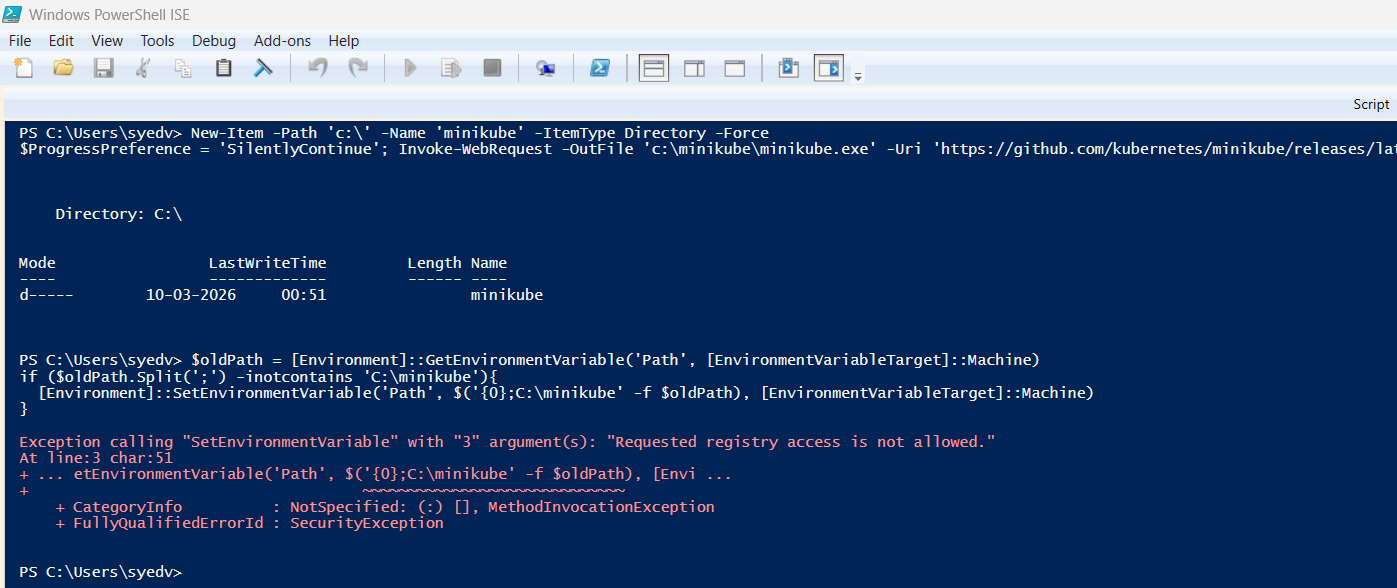 Windows PowerShell ISE
File Edit View Tools Debug Add-ons Help
Script
PS C:\Users\syedv> New-Item -Path 'c:\' -Name 'minikube' -ItemType Directory -Force
$ProgressPreference = 'SilentlyContinue'; Invoke-WebRequest -OutFile 'c:\minikube\minikube.exe' -Uri 'https://github.com/kubernetes/minikube/releases/lat
Directory: C:\
Mode LastWriteTime Length Name
---- ------------- ------ ----
d----- 10-03-2026 00:51 minikube
PS C:\Users\syedv> $oldPath = [Environment]::GetEnvironmentVariable('Path', [EnvironmentVariableTarget]::Machine)
if ($oldPath.Split(';') -inotcontains 'C:\minikube'){
[Environment]::SetEnvironmentVariable('Path', $('{0};C:\minikube' -f $oldPath), [EnvironmentVariableTarget]::Machine)
}
Exception calling "SetEnvironmentVariable" with "3" argument(s): "Requested registry access is not allowed."
At line:3 char:51
+ ... etEnvironmentVariable('Path', $('{0};C:\minikube' -f $oldPath), [Envi ...
+ ~~~~~~~~~~~~~~~~~~~~~~~~~~~~~
+ CategoryInfo : NotSpecified: (:) [], MethodInvocationException
+ FullyQualifiedErrorId : SecurityException
PS C:\Users\syedv>